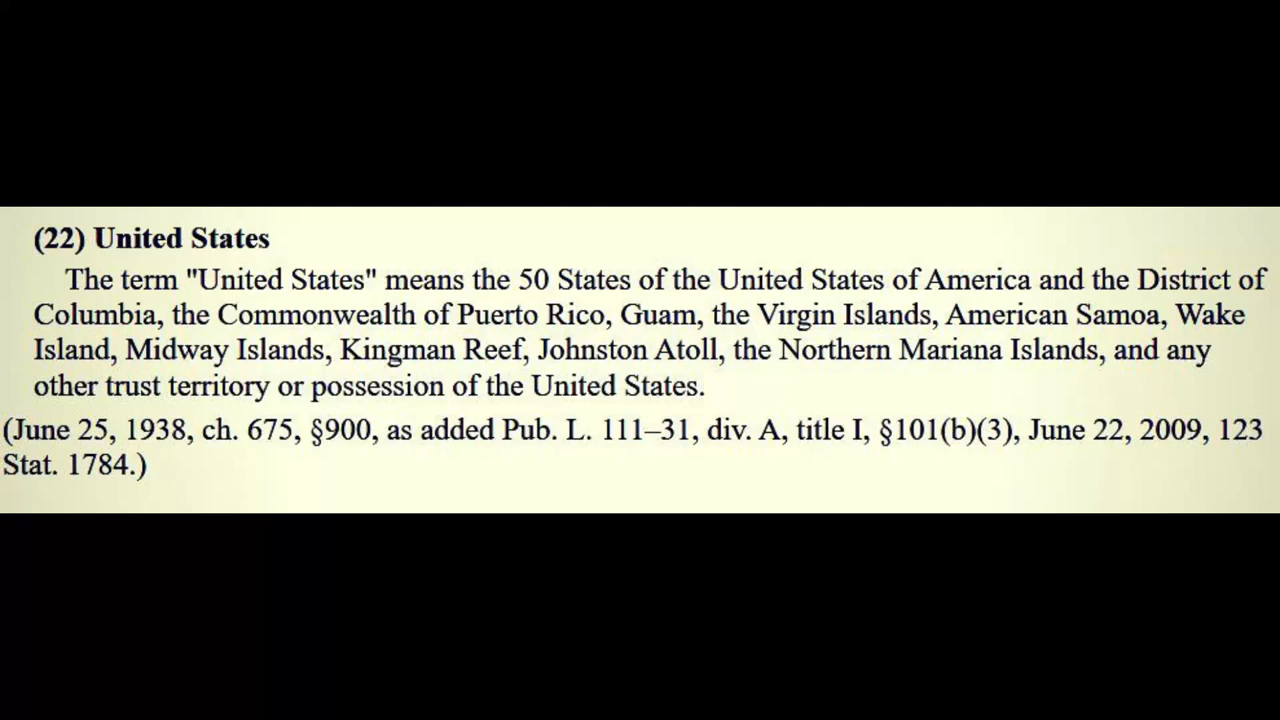 (22) United States
The term "United States" means the 50 States of the United States of America and the District of
Columbia, the Commonwealth of Puerto Rico, Guam, the Virgin Islands, American Samoa, Wake
Island, Midway Islands, Kingman Reef, Johnston Atoll, the Northern Mariana Islands, and any
other trust territory or possession of the United States.
(June 25, 1938, ch. 675, §900, as added Pub. L. 111–31, div. A, title I, §101(b)(3), June 22, 2009, 123
Stat. 1784.)